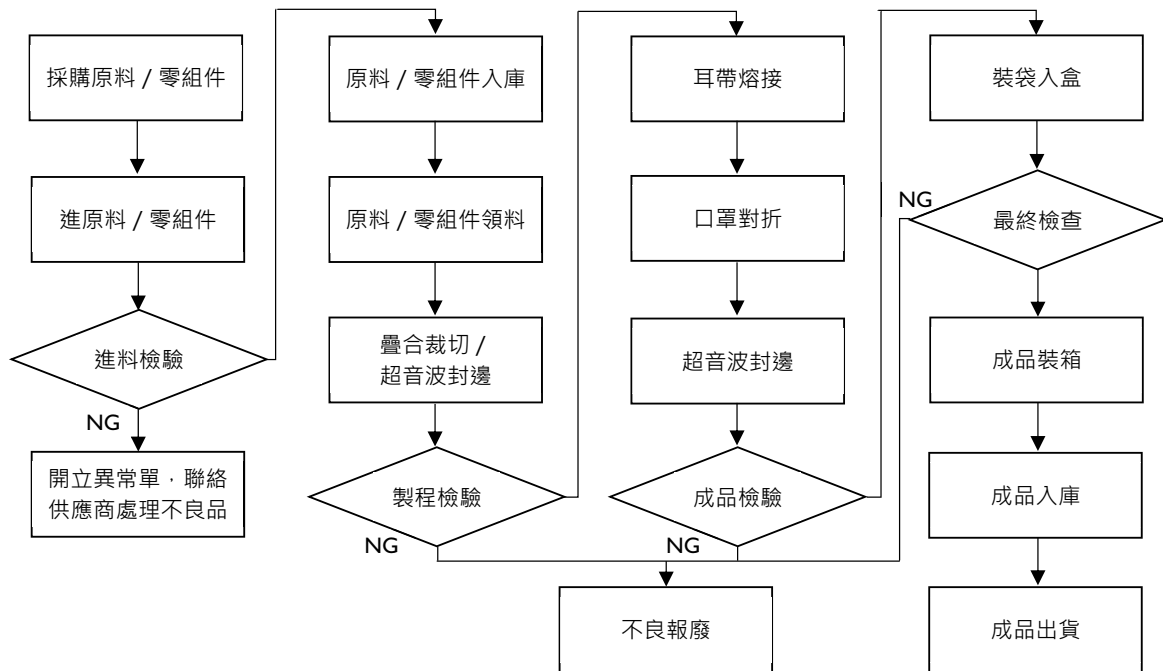 採購原料 / 零組件
進原料 / 零組件
進料檢驗
NG
開立異常單，聯絡
供應商處理不良品
原料 / 零組件入庫
原料 / 零組件領料
疊合裁切 /
超音波封邊
製程檢驗
NG
耳帶熔接
口罩對折
超音波封邊
成品檢驗
NG
不良報廢
裝袋入盒
NG
最終檢查
成品裝箱
成品入庫
成品出貨